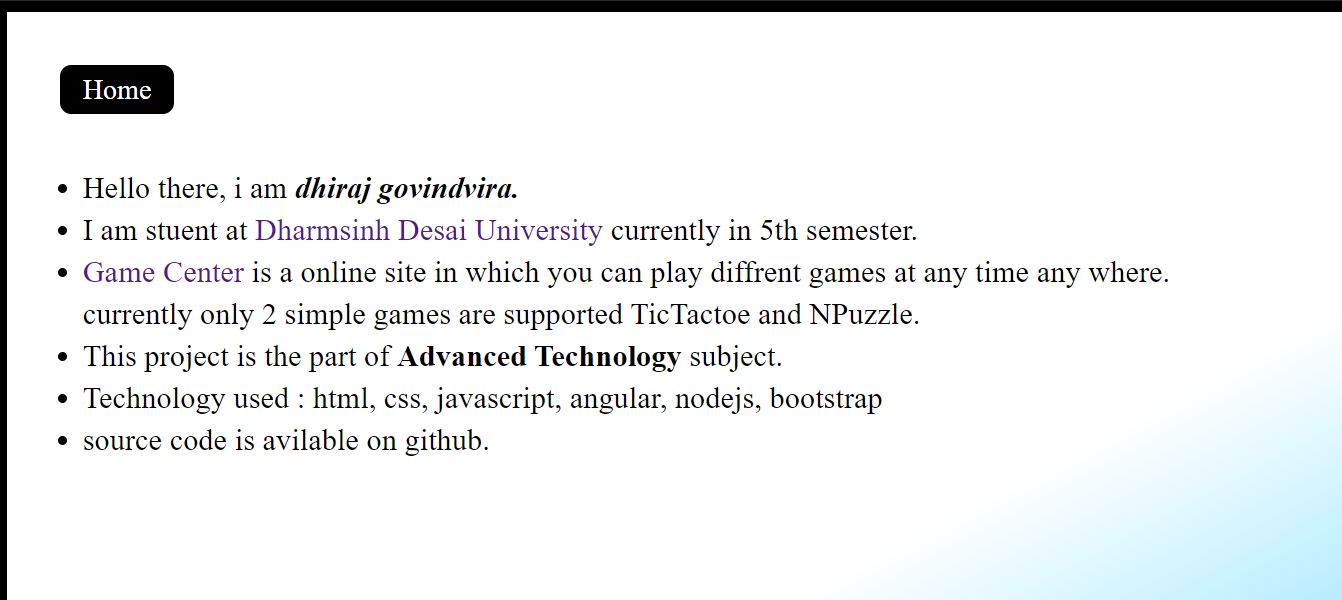 Home
Hello there, i am dhiraj govindvira.
I am stuent at Dharmsinh Desai University currently in 5th semester.
Game Center is a online site in which you can play diffrent games at any time any where.
currently only 2 simple games are supported TicTactoe and NPuzzle.
This project is the part of Advanced Technology subject.
Technology used : html, css, javascript, angular, nodejs, bootstrap
source code is avilable on github.